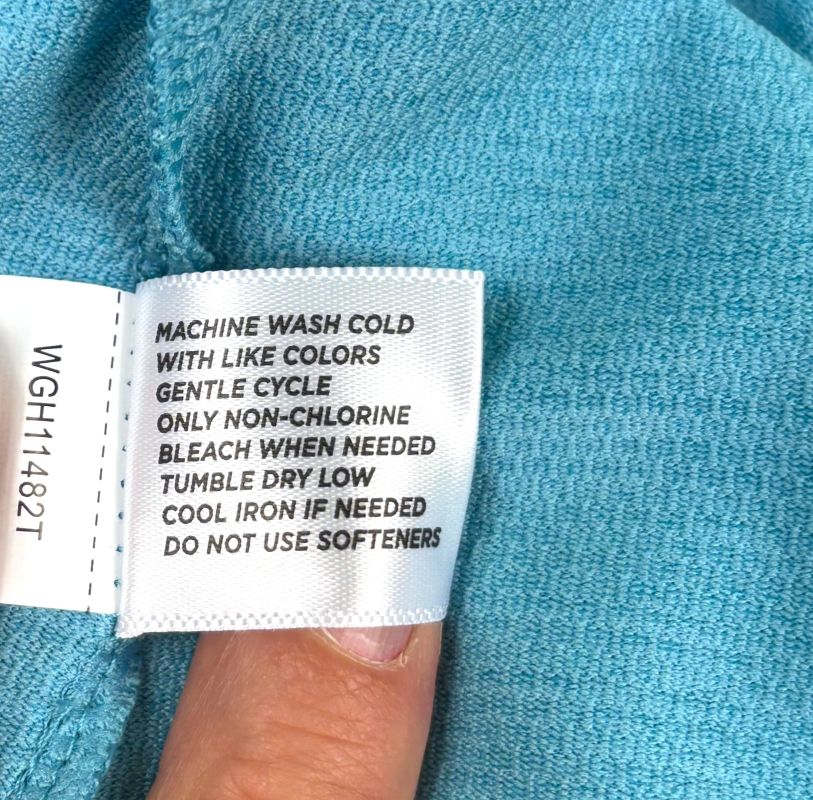 MACHINE WASH COLD
WITH LIKE COLORS
GENTLE CYCLE
ONLY NON-CHLORINE
BLEACH WHEN NEEDED
TUMBLE DRY LOW
COOL IRON IF NEEDED
DO NOT USE SOFTENERS
WGH11482T